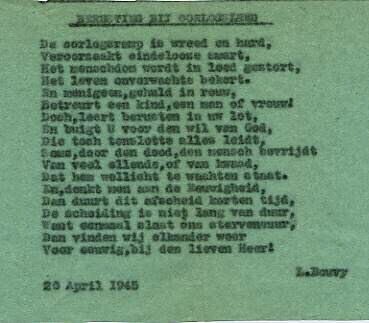 BERUSTING BIJ OORLOGSLEED
De oorlogsramp is wreed en hard,
Veroorzaakt eindelooze smart,
Het menschdom wordt in leed gestort,
Het leven onverwachts bekort.
En menigeen, gehuld in rouw,
Betreurt een kind, een man of vrouw!
Doch, leert berusten in uw lot,
En buigt U voor den wil van God,
Die toch tenslotte alles leidt,
Soms, door den dood, den mensch bevrijdt
Van veel ellende, of van kwaad,
Dat hem wellicht te wachten staat.
En, denkt men aan de Eeuwigheid,
Dan duurt dit afscheid korten tijd,
De scheiding is niet lang van duur,
Want eenmaal slaat ons stervensuur,
Dan vinden wij elkander weer
Voor eeuwig, bij den lieven Heer!
L. Bouvy
20 April 1945